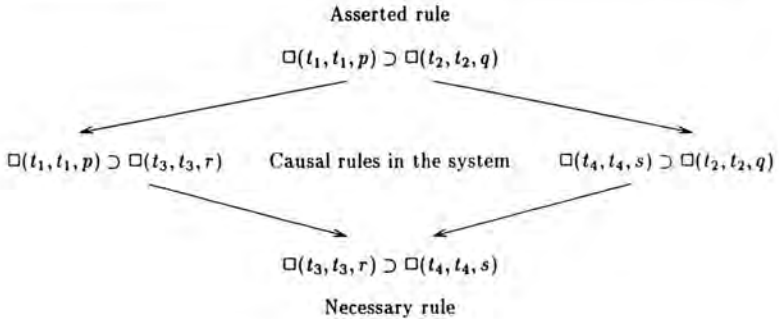 Asserted rule
□(t₁, t₁, p) ⊃ □(t₂, t₂, q)
□(t₁, t₁, p) ⊃ □(t₃, t₃, r) Causal rules in the system □(t₄, t₄, s) ⊃ □(t₂, t₂, q)
□(t₃, t₃, r) ⊃ □(t₄, t₄, s)
Necessary rule